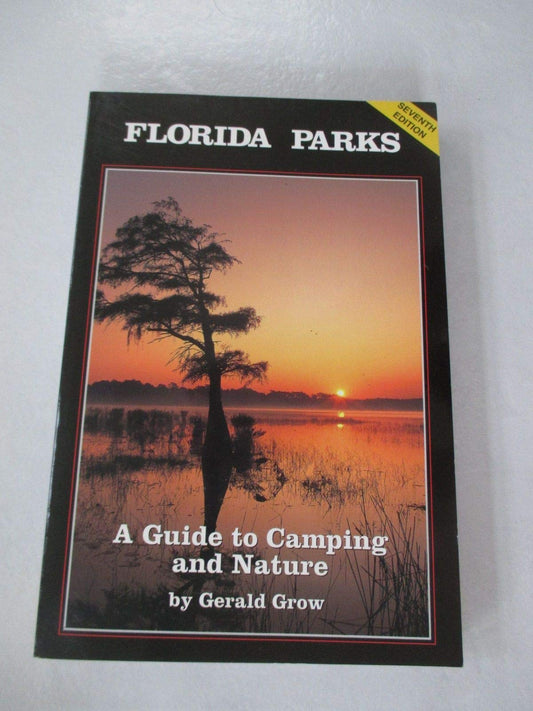 FLORIDA PARKS
SEVENTH
EDITION
A Guide to Camping
and Nature
by Gerald Grow